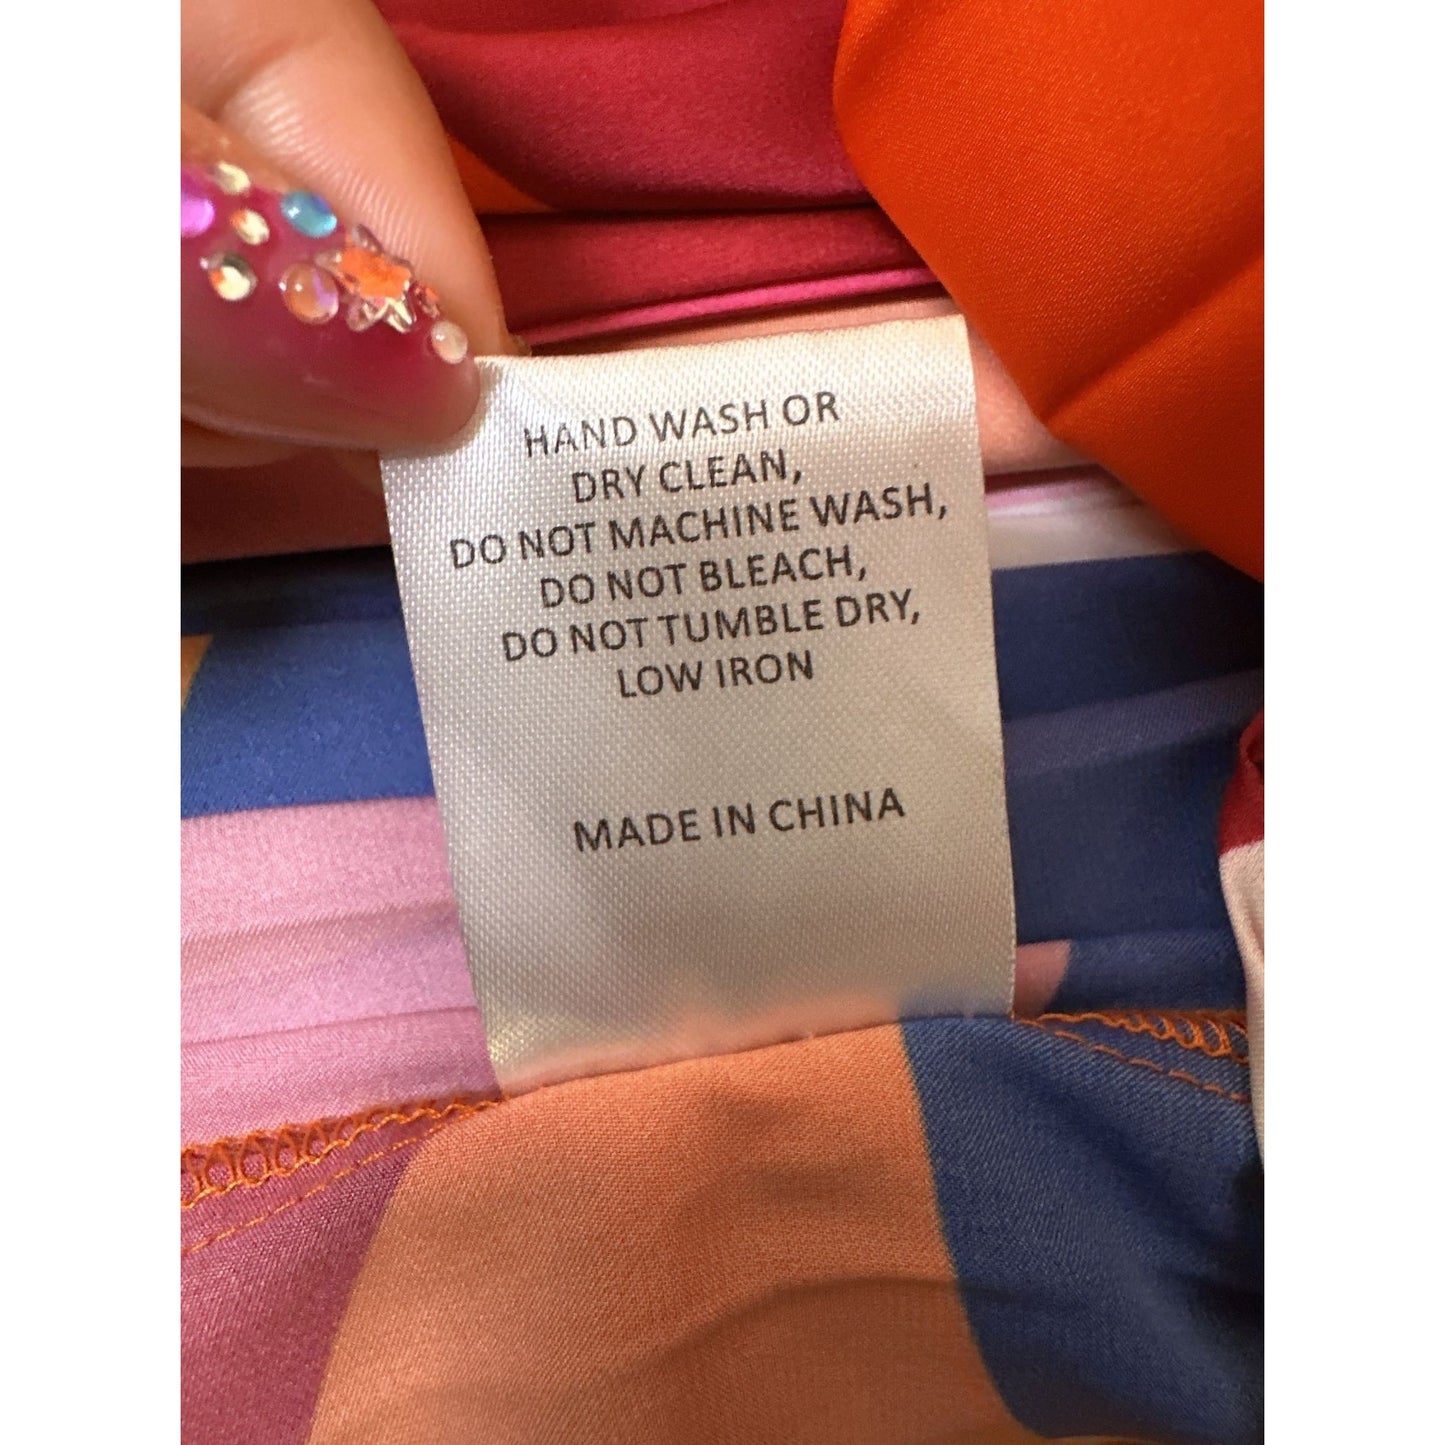 HAND WASH OR
DRY CLEAN,
DO NOT MACHINE WASH,
DO NOT BLEACH,
DO NOT TUMBLE DRY,
LOW IRON
MADE IN CHINA